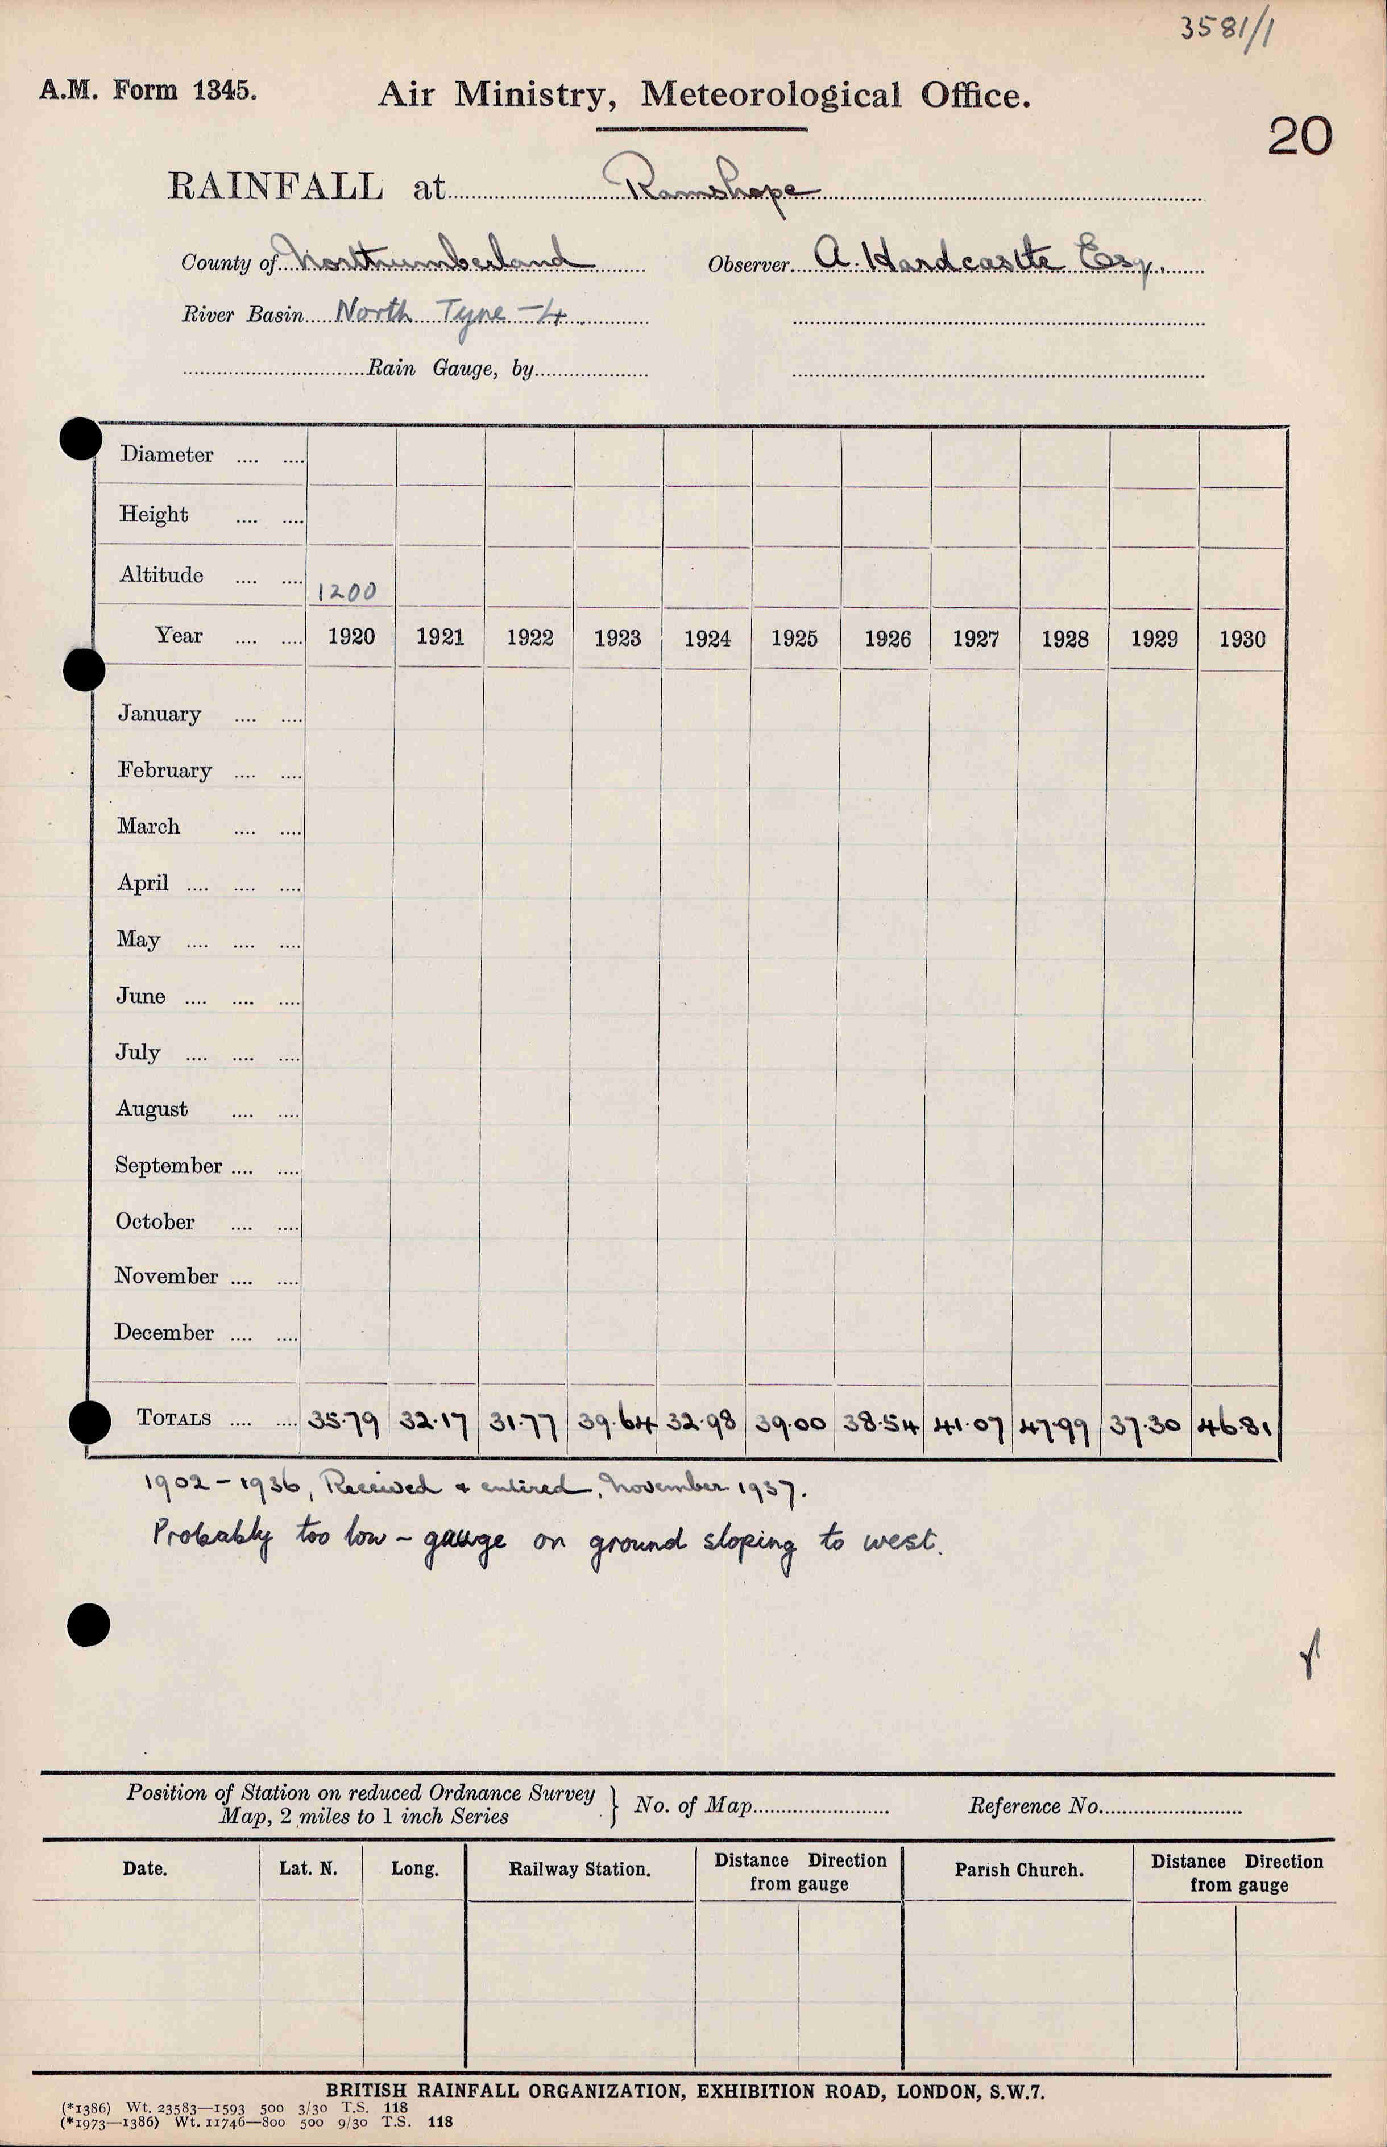 3581/1
A.M. Form 1345. Air Ministry, Meteorological Office.
20
RAINFALL at Ramshope
County of Northumberland Observer A. Hardcastle Esq.
River Basin North Tyne - 4.
Rain Gauge, by
Diameter
Height
Altitude 1200
Year 1920 1921 1922 1923 1924 1925 1926 1927 1928 1929 1930
January
February
March
April
May
June
July
August
September
October
November
December
TOTALS 35.79 32.17 31.77 39.64 32.98 39.00 38.54 41.07 47.99 37.30 46.81
1902 - 1936, Received & entired, November 1937.
Probably too low - gauge on ground sloping to west.
Position of Station on reduced Ordnance Survey
Map, 2 miles to 1 inch Series } No. of Map Reference No.
Date. Lat. N. Long. Railway Station. Distance Direction from gauge Parish Church. Distance Direction from gauge
BRITISH RAINFALL ORGANIZATION, EXHIBITION ROAD, LONDON, S.W.7.
(*1386) Wt. 23583—1593 500 3/30 T.S. 118
(*1973—1386) Wt. 11746—800 500 9/30 T.S. 118